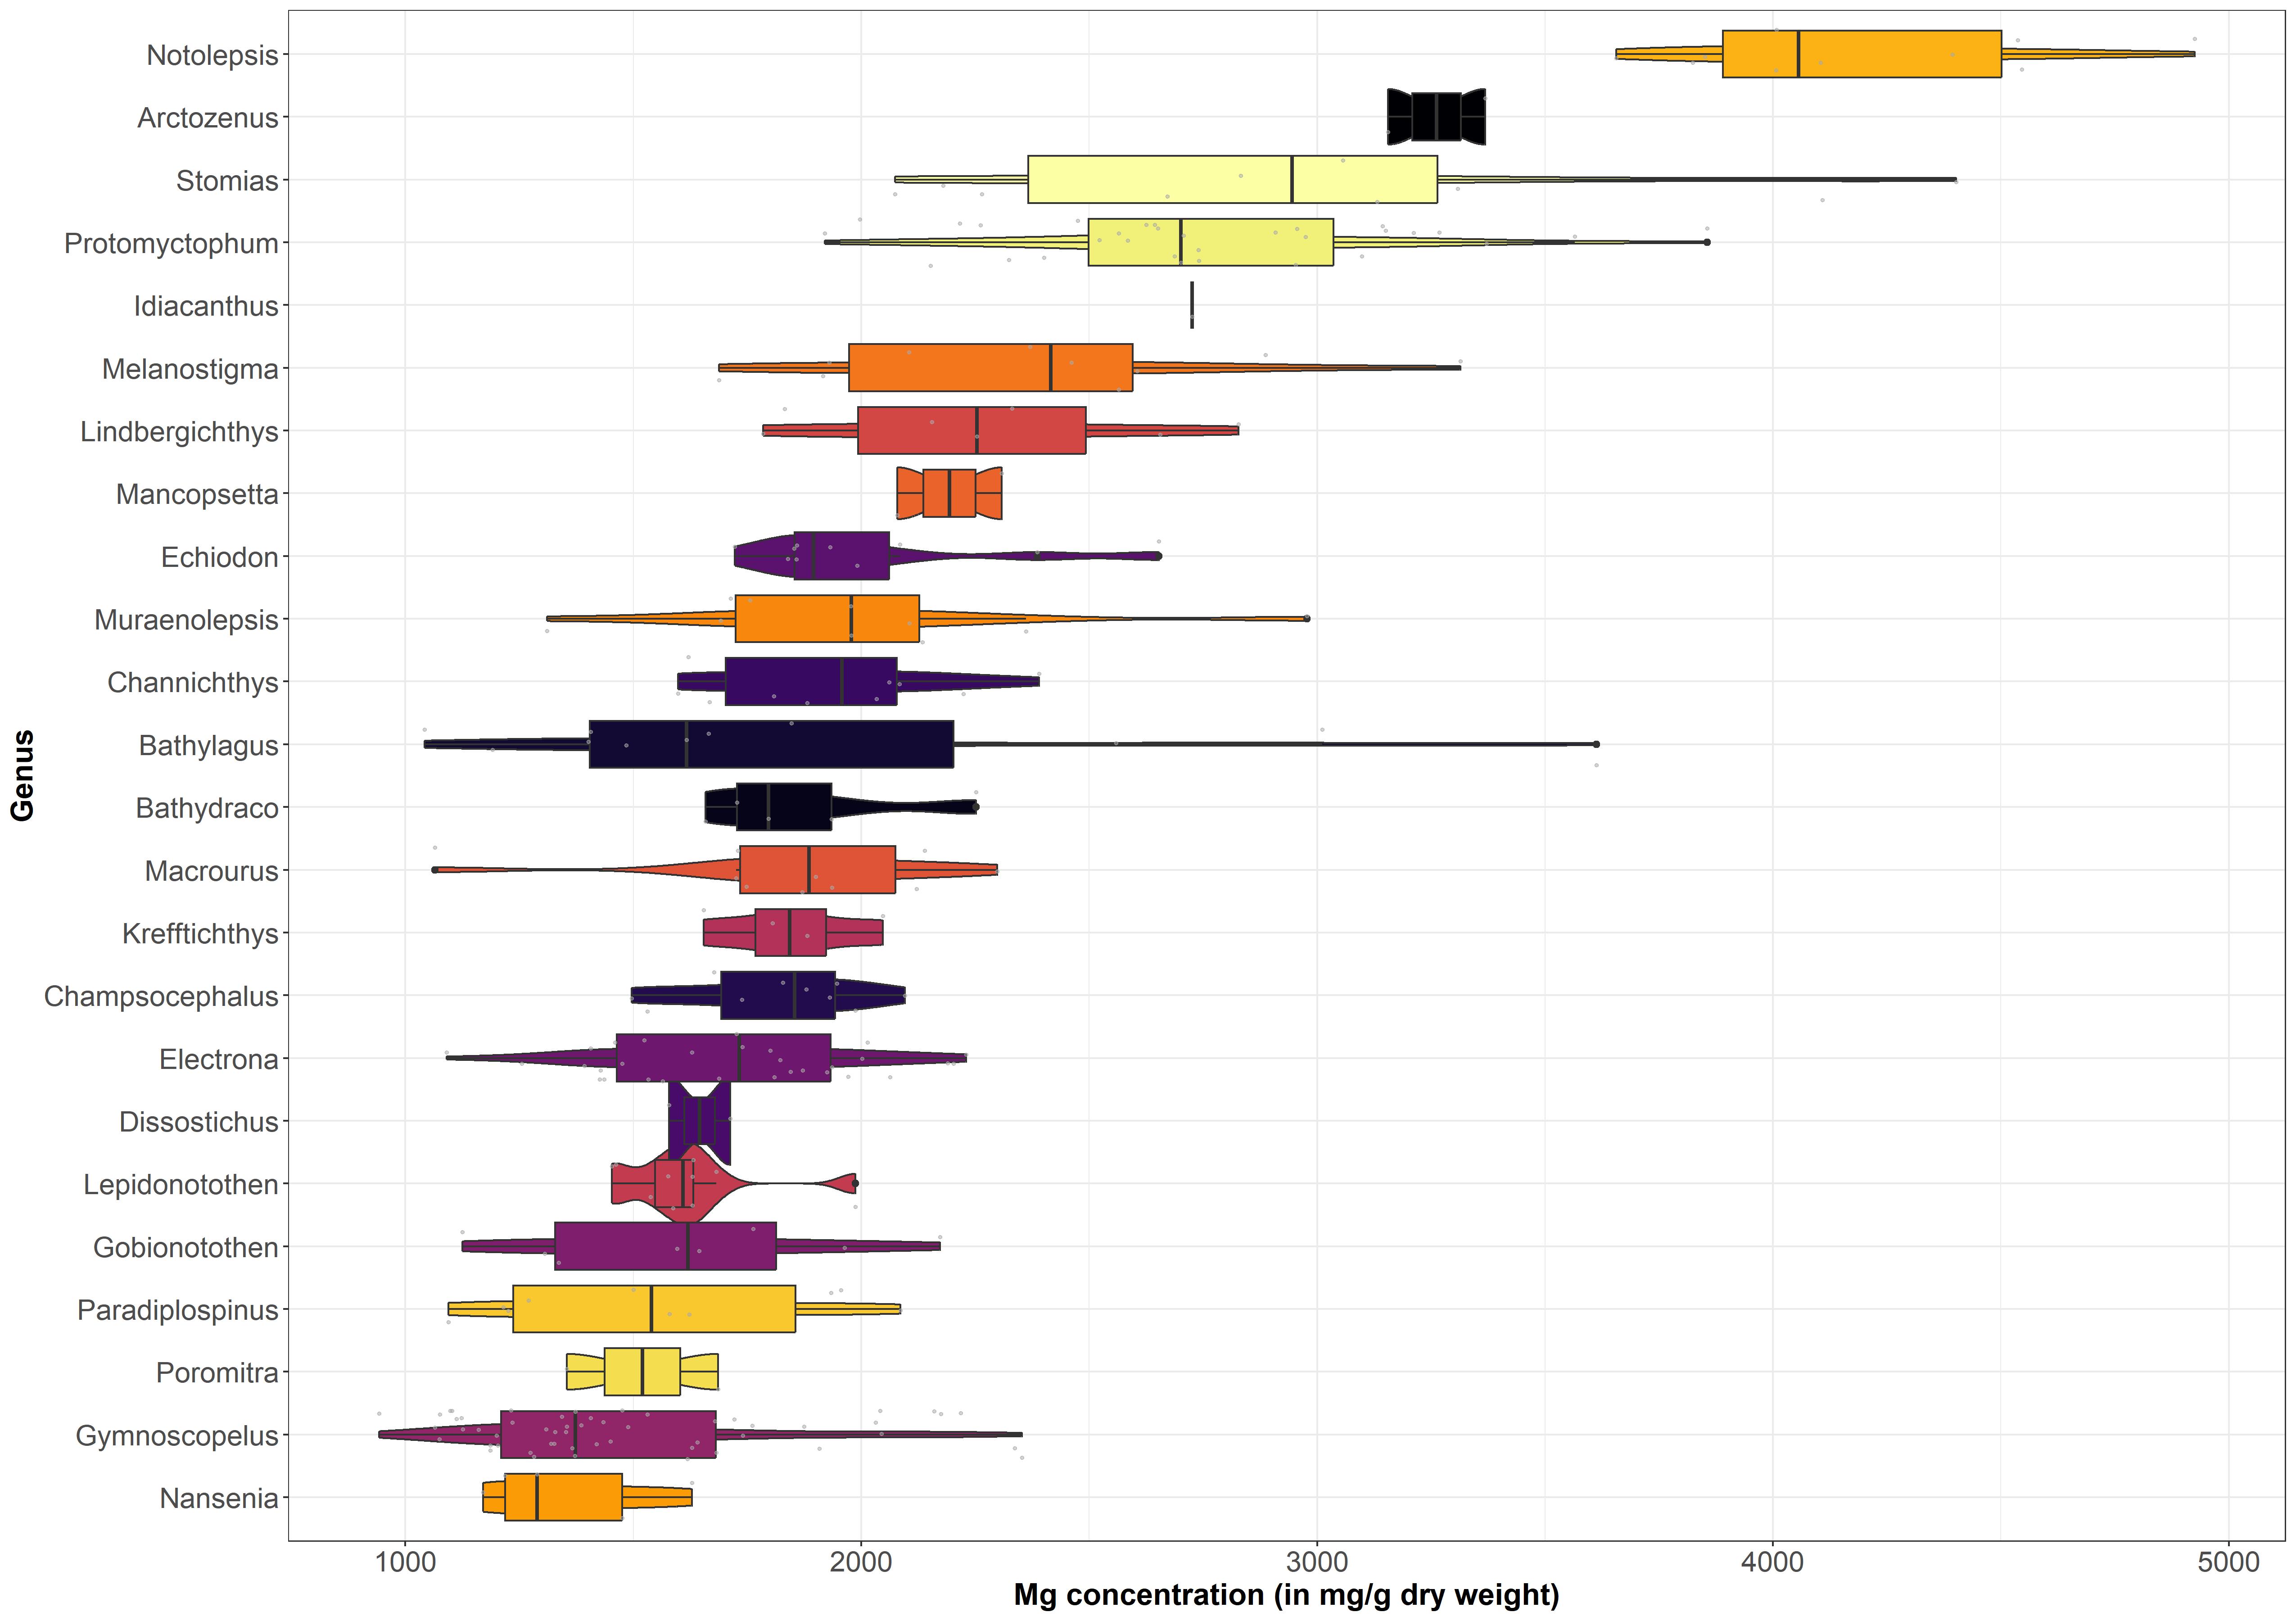 Notolepsis
Arctozenus
Stomias
Protomyctophum
Idiacanthus
Melanostigma
Lindbergichthys
Mancopsetta
Echiodon
Muraenolepsis
Channichthys
Bathylagus
Bathydraco
Macrourus
Krefftichthys
Champsocephalus
Electrona
Dissostichus
Lepidonotothen
Gobionotothen
Paradiplospinus
Poromitra
Gymnoscopelus
Nansenia
Genus
1000 2000 3000 4000 5000
Mg concentration (in mg/g dry weight)